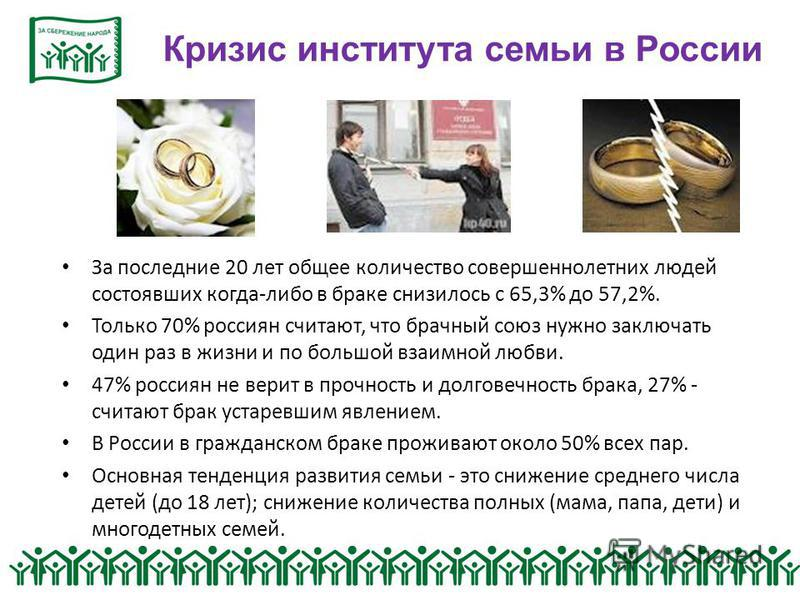 ЗА СБЕРЕЖЕНИЕ НАРОДА
Кризис института семьи в России
kp40.ru
• За последние 20 лет общее количество совершеннолетних людей
состоявших когда-либо в браке снизилось с 65,3% до 57,2%.
• Только 70% россиян считают, что брачный союз нужно заключать
один раз в жизни и по большой взаимной любви.
• 47% россиян не верит в прочность и долговечность брака, 27% -
считают брак устаревшим явлением.
• В России в гражданском браке проживают около 50% всех пар.
• Основная тенденция развития семьи - это снижение среднего числа
детей (до 18 лет); снижение количества полных (мама, папа, дети) и
многодетных семей.
MyShared